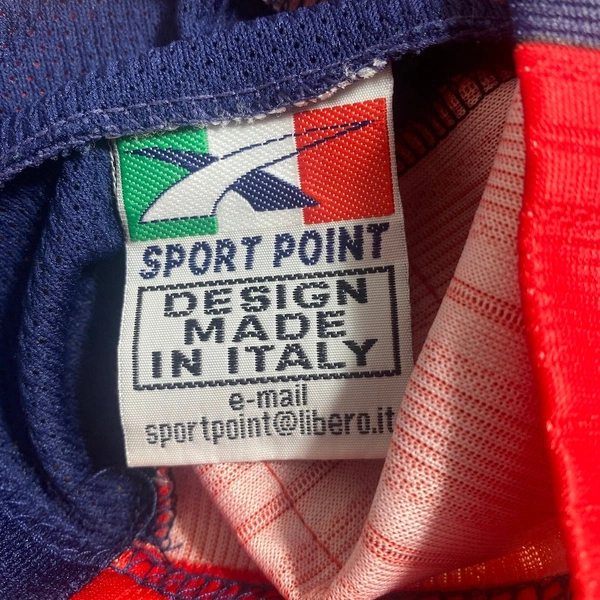 SPORT POINT
DESIGN
MADE
IN ITALY
e-mail
sportpoint@libero.it